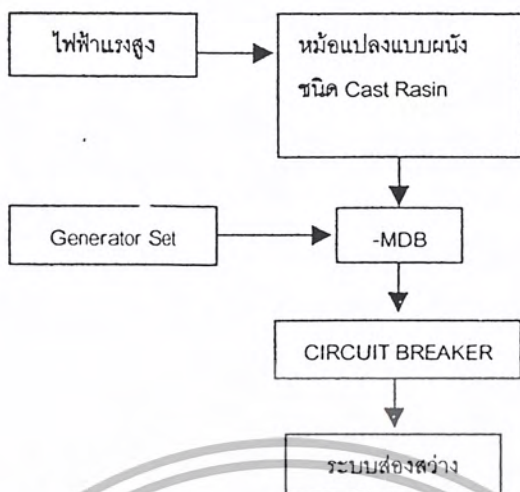 ไฟฟ้าแรงสูง
หม้อแปลงแบบผนัง
ชนิด Cast Rasin
Generator Set
-MDB
CIRCUIT BREAKER
ระบบส่องสว่าง